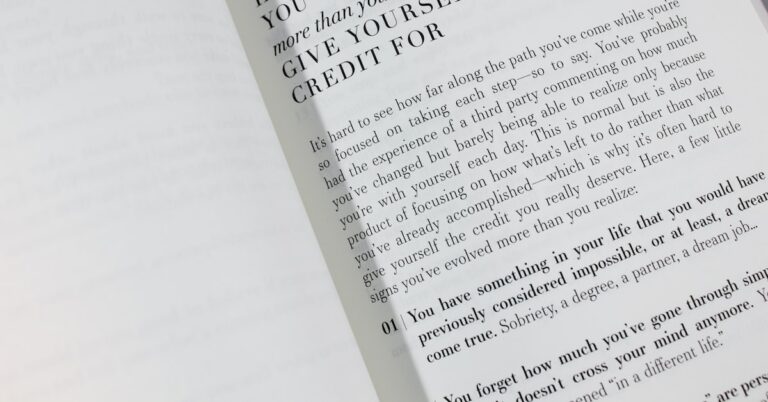 YOU
more than you
GIVE YOURSE
CREDIT FOR
It's hard to see how far along the path you've come while you're
so focused on taking each step—so to say. You've probably
had the experience of a third party commenting on how much
you've changed but barely being able to realize only because
you're with yourself each day. This is normal but is also the
product of focusing on how what's left to do rather than what
you've already accomplished—which is why it's often hard to
give yourself the credit you really deserve. Here, a few little
signs you've evolved more than you realize:
01 | You have something in your life that you would have
previously considered impossible, or at least, a dream
come true. Sobriety, a degree, a partner, a dream job...
You forget how much you've gone through simp
doesn't cross your mind anymore.
ened “in a different life.”
are pers